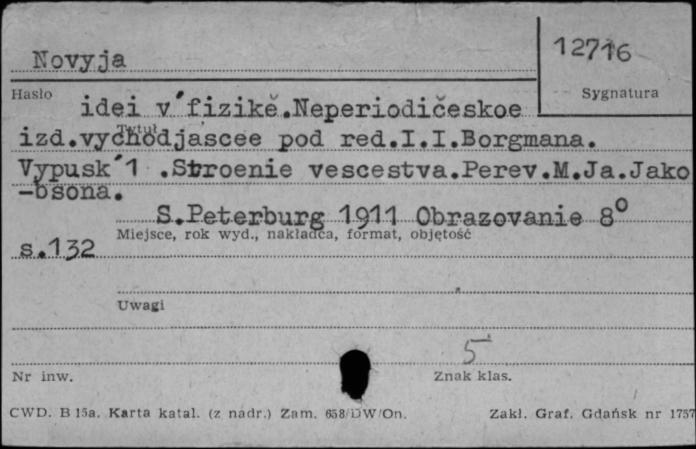 Novyja
12716
Hasło
Sygnatura
idei v´fizikě.Neperiodičeskoe
Tytuł
izd.vychodjascee pod red.I.I.Borgmana.
Vypusk´1 .Stroenie vescestva.Perev.M.Ja.Jako
-bsona.
S.Peterburg 1911 Obrazovanie 8⁰
Miejsce, rok wyd., nakładca, format, objętość
s.132
Uwagi
5
Nr inw.
Znak klas.
CWD. B 15a. Karta katal. (z nadr.) Zam. 658/DW/On.
Zakł. Graf. Gdańsk nr 1757